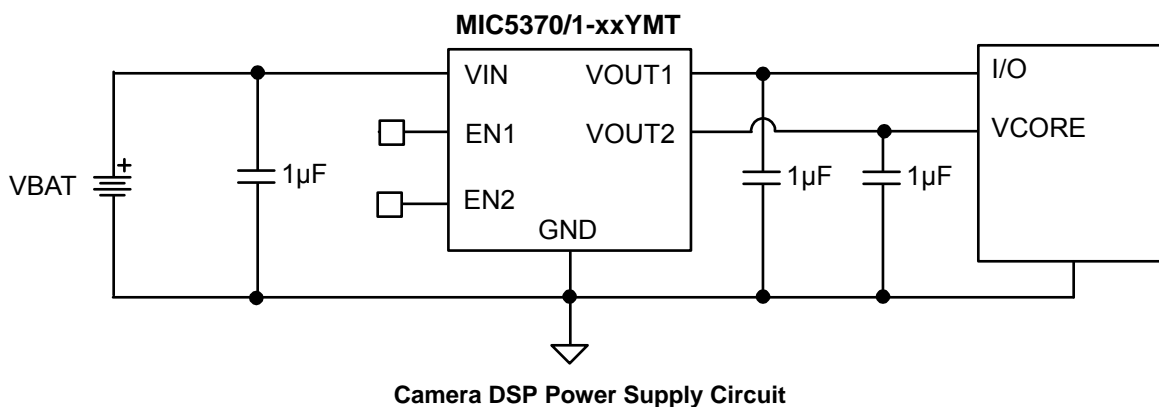 MIC5370/1-xxYMT
VIN
VOUT1
I/O
EN1
VOUT2
VCORE
VBAT
+
1µF
1µF
1µF
EN2
GND
Camera DSP Power Supply Circuit